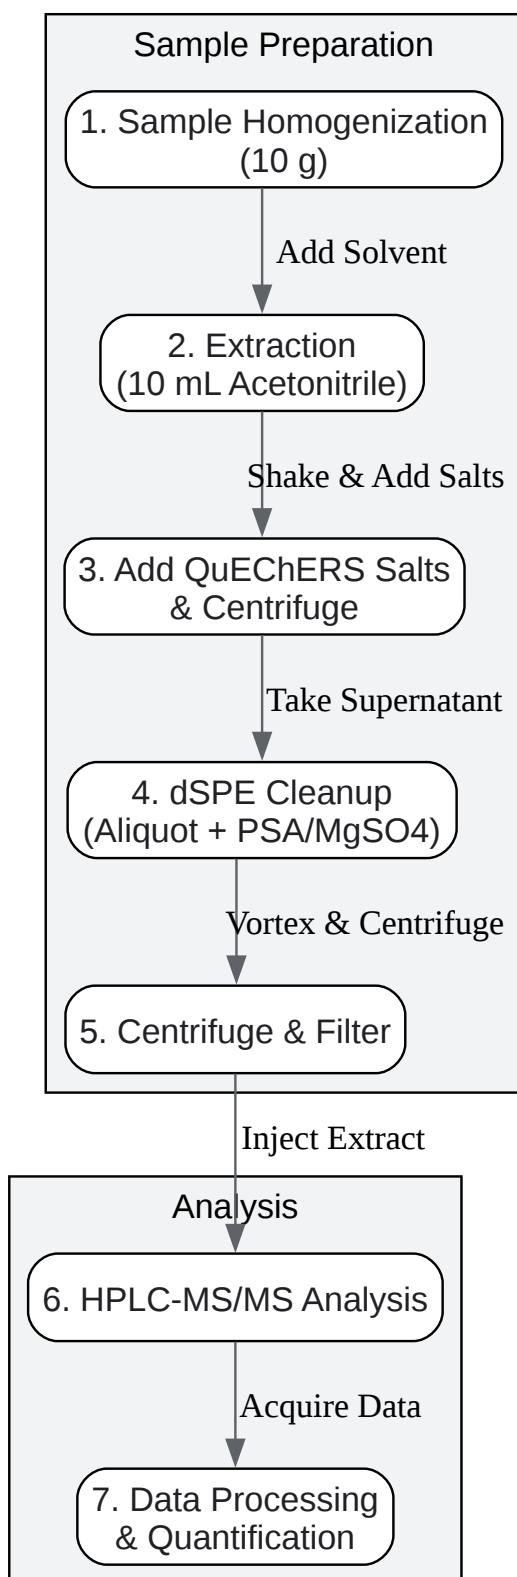 Sample Preparation
1. Sample Homogenization
(10 g)
Add Solvent
2. Extraction
(10 mL Acetonitrile)
Shake & Add Salts
3. Add QuEChERS Salts
& Centrifuge
Take Supernatant
4. dSPE Cleanup
(Aliquot + PSA/MgSO4)
Vortex & Centrifuge
5. Centrifuge & Filter
Inject Extract
Analysis
6. HPLC-MS/MS Analysis
Acquire Data
7. Data Processing
& Quantification